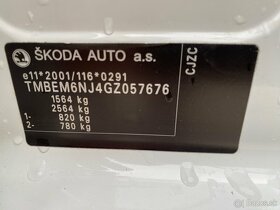 ŠKODA AUTO a.s.
e11*2001/116*0291
TMBEM6NJ4GZ057676
1564 kg
2564 kg
1- 820 kg
2- 780 kg
CJZC